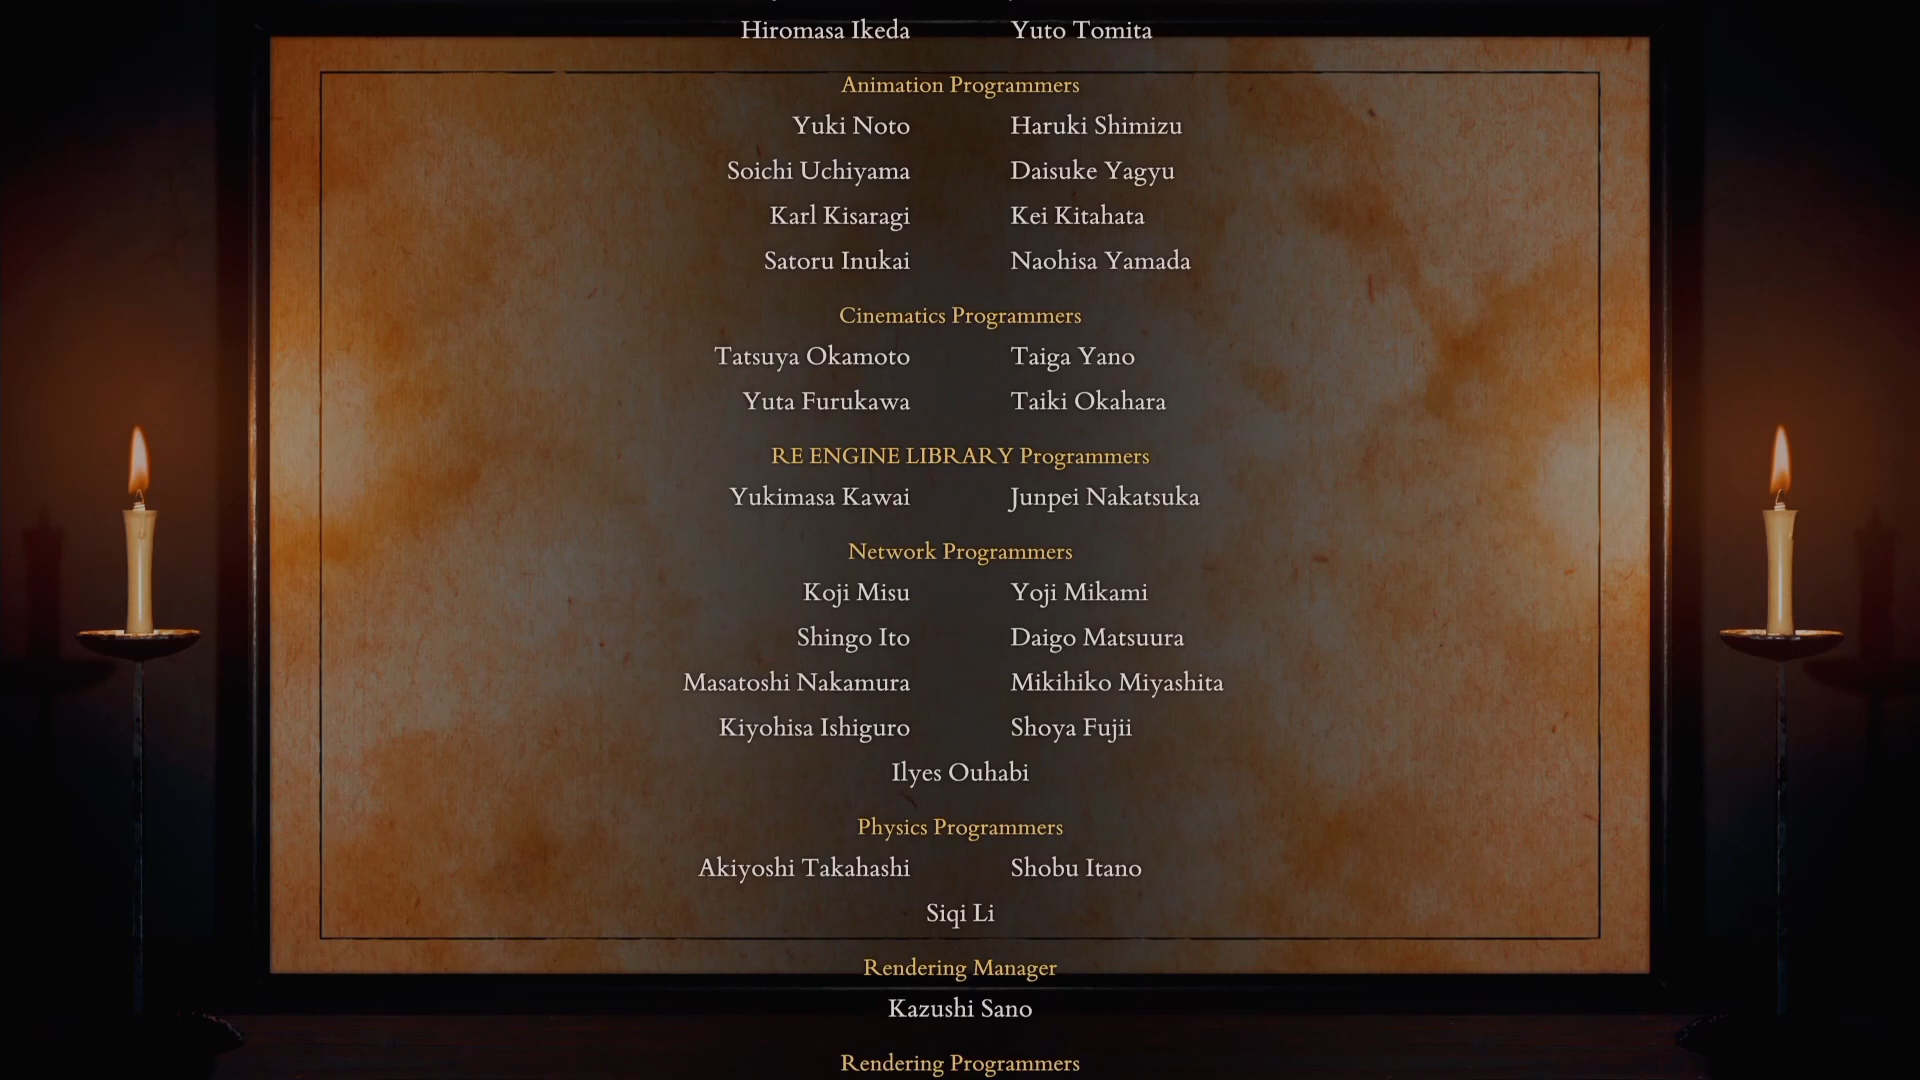 Hiromasa Ikeda Yuto Tomita
Animation Programmers
Yuki Noto Haruki Shimizu
Soichi Uchiyama Daisuke Yagyu
Karl Kisaragi Kei Kitahata
Satoru Inukai Naohisa Yamada
Cinematics Programmers
Tatsuya Okamoto Taiga Yano
Yuta Furukawa Taiki Okahara
RE ENGINE LIBRARY Programmers
Yukimasa Kawai Junpei Nakatsuka
Network Programmers
Koji Misu Yoji Mikami
Shingo Ito Daigo Matsuura
Masatoshi Nakamura Mikihiko Miyashita
Kiyohisa Ishiguro Shoya Fujii
Ilyes Ouhabi
Physics Programmers
Akiyoshi Takahashi Shobu Itano
Siqi Li
Rendering Manager
Kazushi Sano
Rendering Programmers